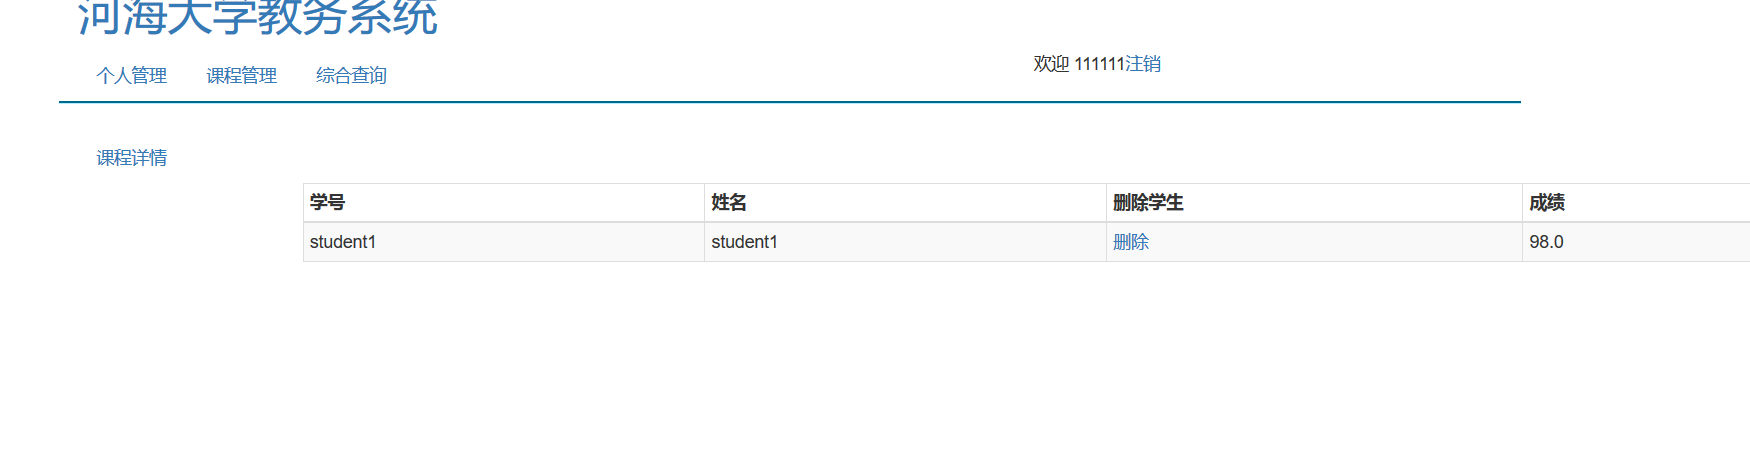 河海大学教务系统
个人管理 课程管理 综合查询 欢迎 111111注销
课程详情
学号 姓名 删除学生 成绩
student1 student1 删除 98.0